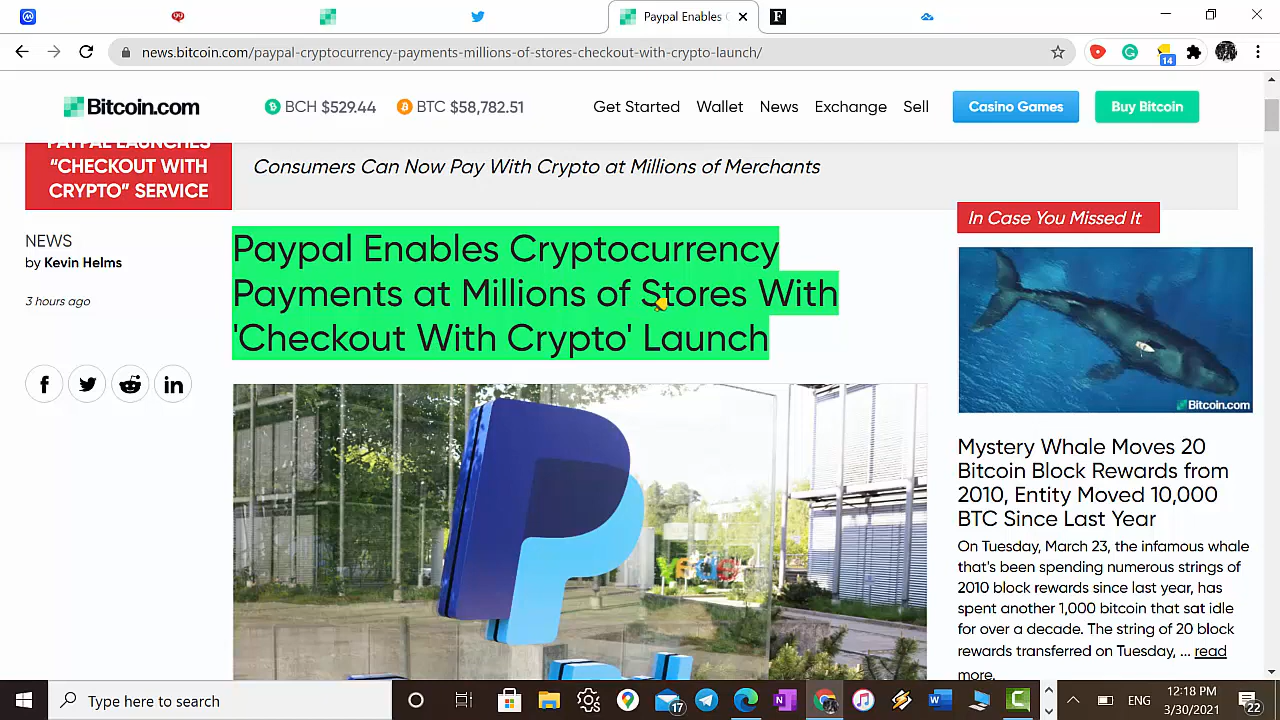 Paypal Enables C
F
news.bitcoin.com/paypal-cryptocurrency-payments-millions-of-stores-checkout-with-crypto-launch/
14
Bitcoin.com
BCH $529.44
BTC $58,782.51
Get Started
Wallet
News
Exchange
Sell
Casino Games
Buy Bitcoin
PAYPAL LAUNCHES
“CHECKOUT WITH
CRYPTO” SERVICE
Consumers Can Now Pay With Crypto at Millions of Merchants
NEWS
by Kevin Helms
3 hours ago
Paypal Enables Cryptocurrency
Payments at Millions of Stores With
'Checkout With Crypto' Launch
In Case You Missed It
Bitcoin.com
Mystery Whale Moves 20
Bitcoin Block Rewards from
2010, Entity Moved 10,000
BTC Since Last Year
On Tuesday, March 23, the infamous whale
that's been spending numerous strings of
2010 block rewards since last year, has
spent another 1,000 bitcoin that sat idle
for over a decade. The string of 20 block
rewards transferred on Tuesday, ... read
more.
Type here to search
17
ENG
12:18 PM
3/30/2021
22